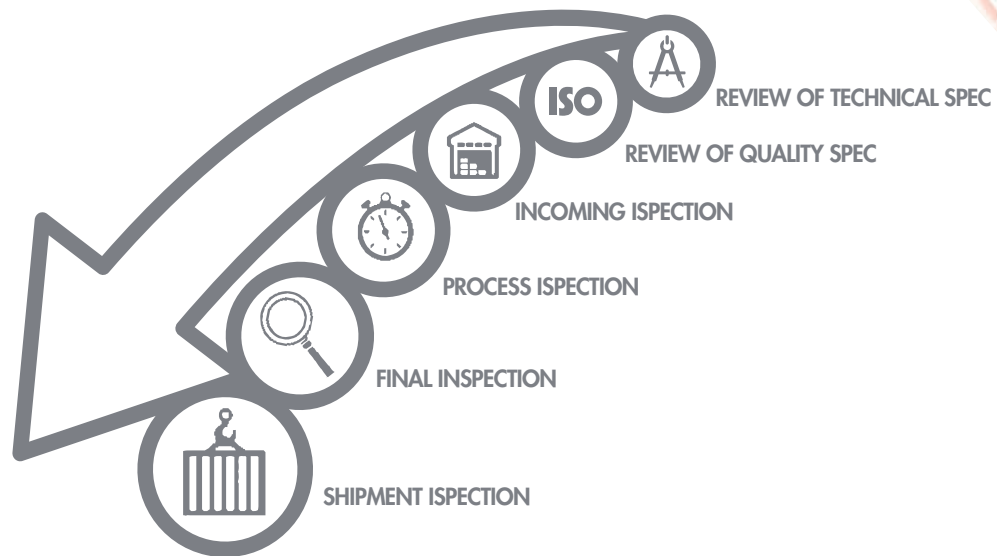 ISO
REVIEW OF TECHNICAL SPEC
REVIEW OF QUALITY SPEC
INCOMING ISPECTION
PROCESS ISPECTION
FINAL INSPECTION
SHIPMENT ISPECTION